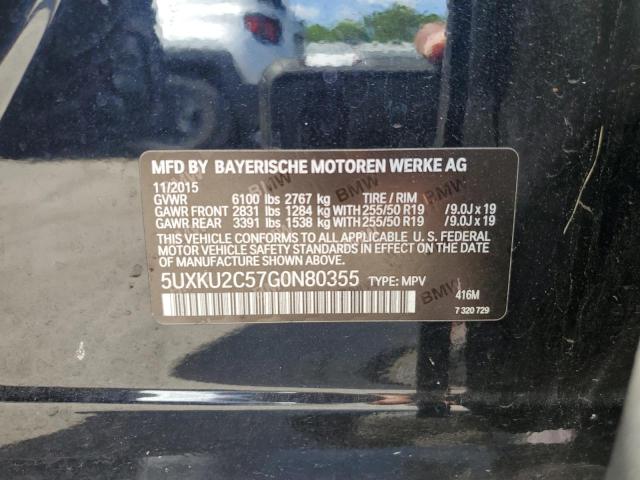 MFD BY BAYERISCHE MOTOREN WERKE AG
11/2015
GVWR 6100 lbs 2767 kg TIRE / RIM
GAWR FRONT 2831 lbs 1284 kg WITH 255/50 R19 /9.0J x 19
GAWR REAR 3391 lbs 1538 kg WITH 255/50 R19 /9.0J x 19
THIS VEHICLE CONFORMS TO ALL APPLICABLE U. S. FEDERAL
MOTOR VEHICLE SAFETY STANDARDS IN EFFECT ON THE
DATE OF MANUFACTURE SHOWN ABOVE.
5UXKU2C57G0N80355 TYPE: MPV
416M
7 320 729